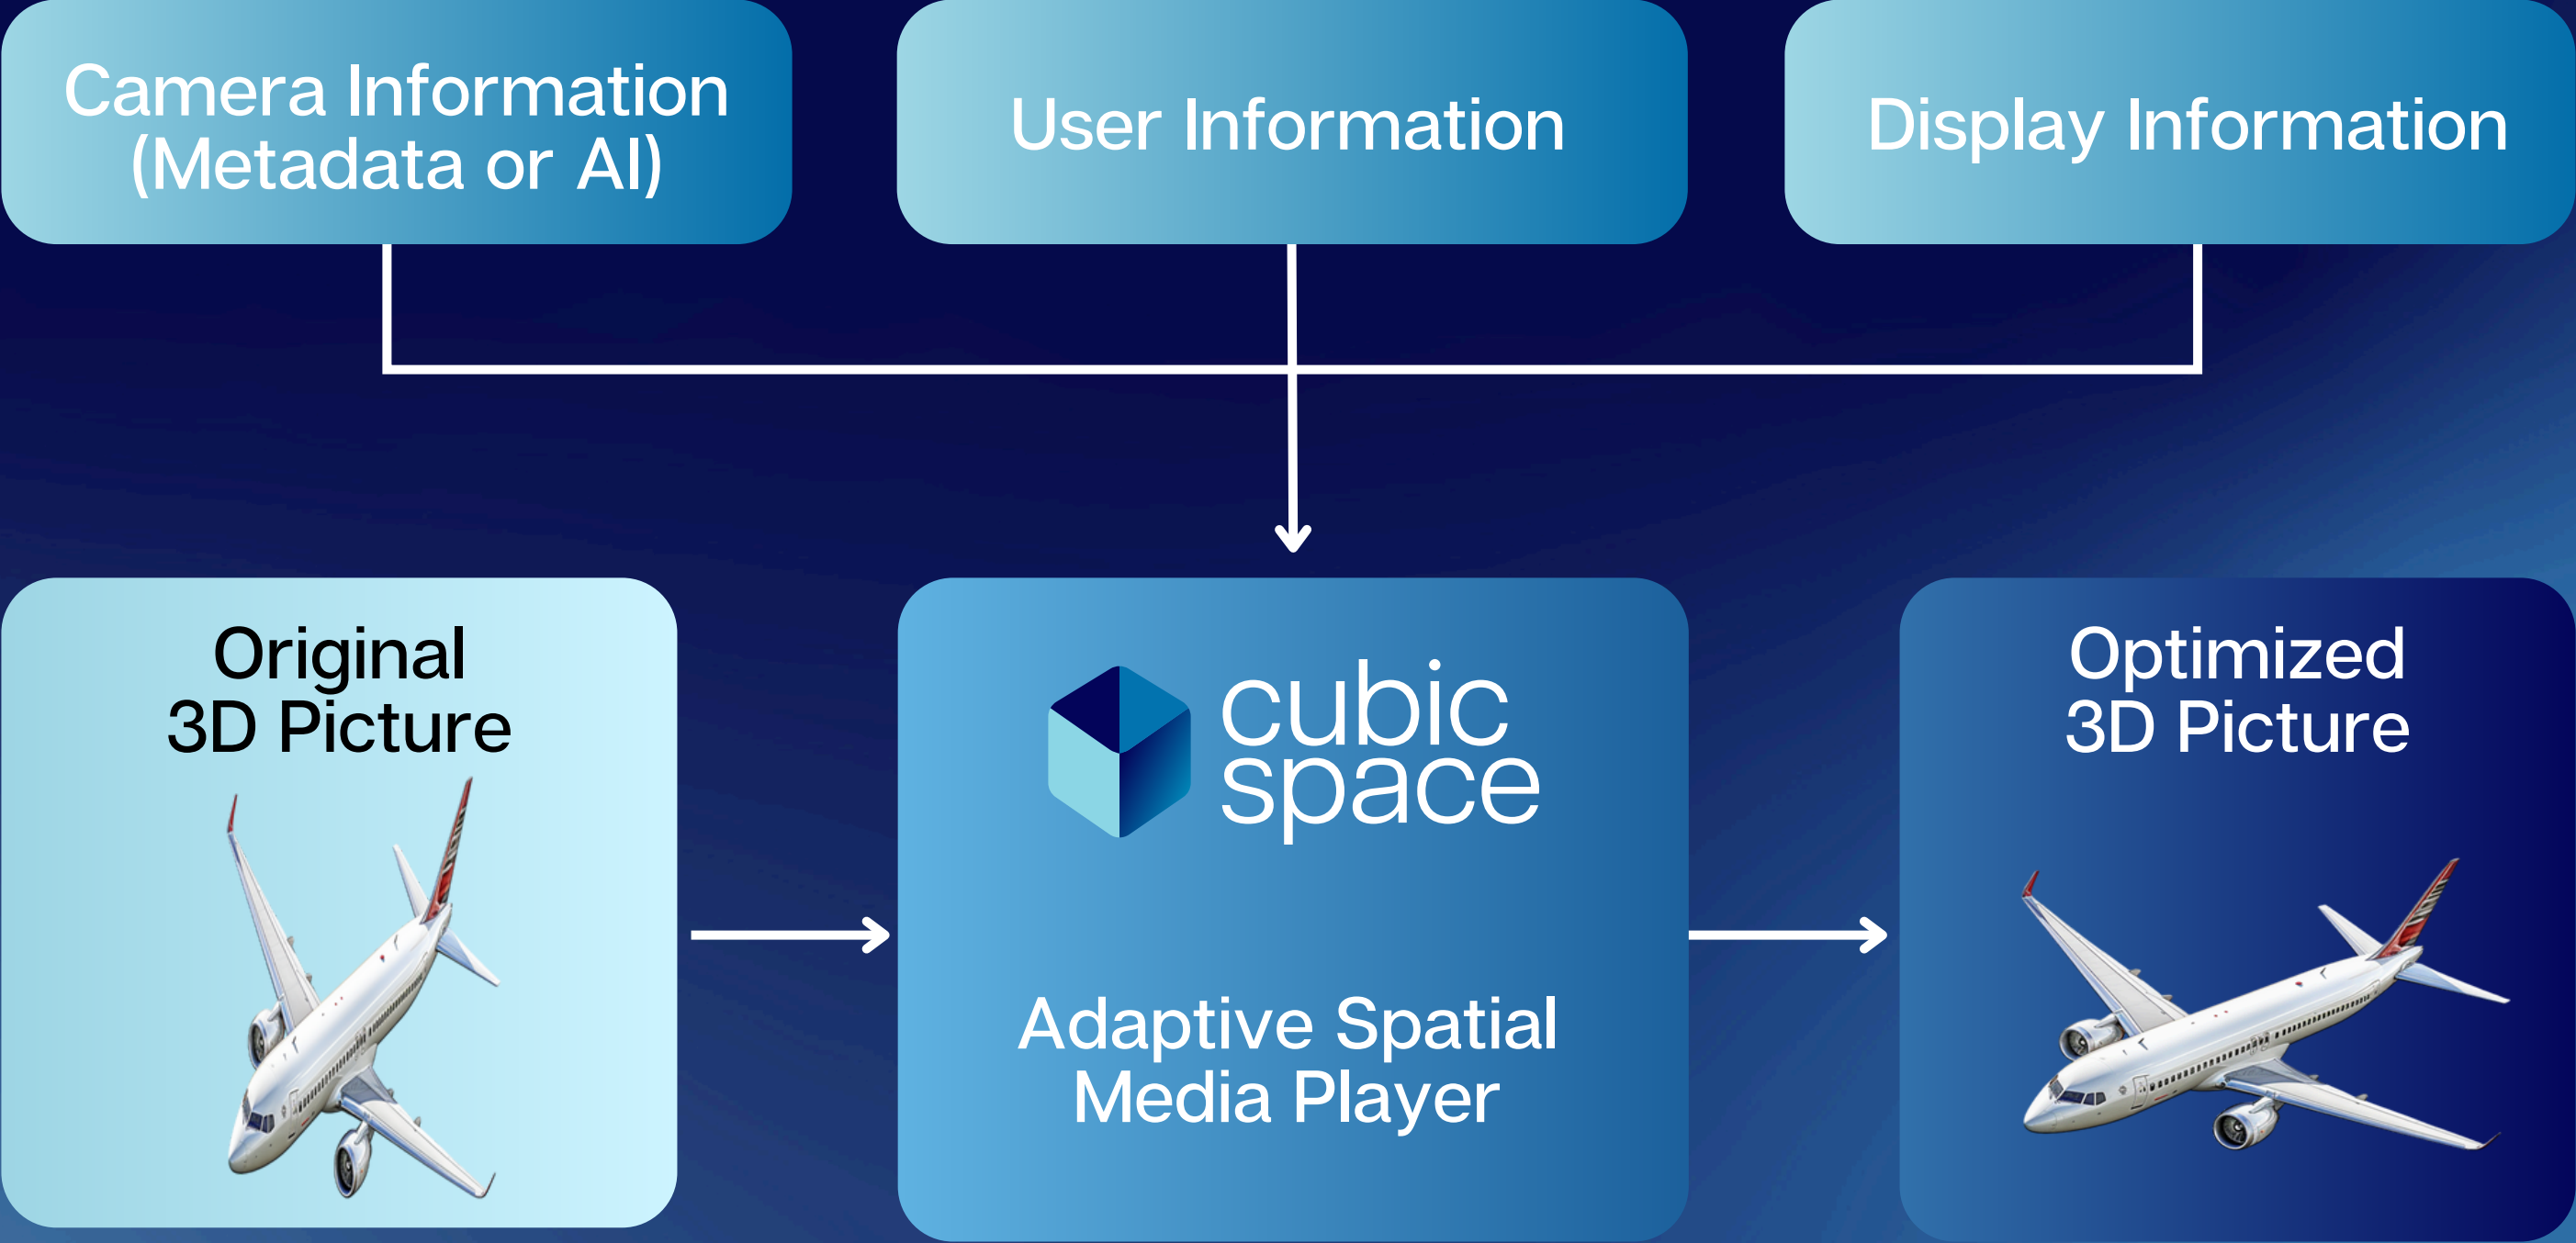 Camera Information
(Metadata or AI)
User Information
Display Information
Original
3D Picture
cubic
space
Adaptive Spatial
Media Player
Optimized
3D Picture